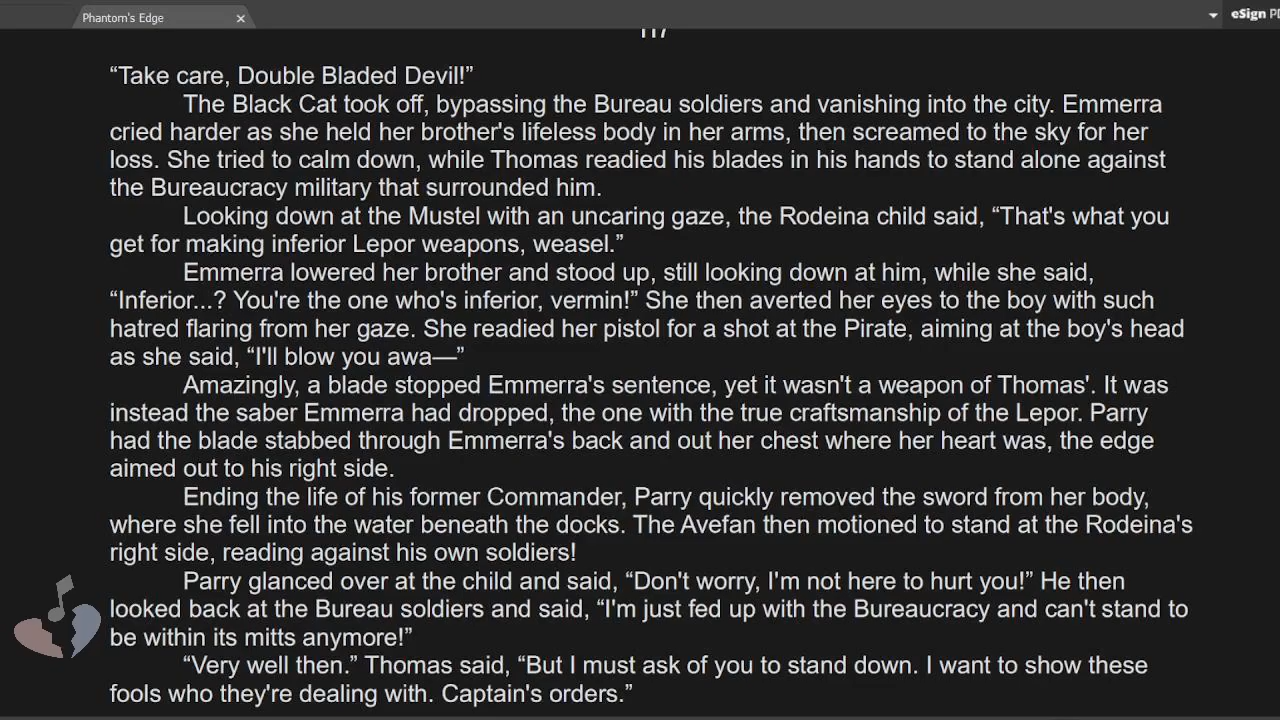 Phantom's Edge
eSign
117
“Take care, Double Bladed Devil!”
The Black Cat took off, bypassing the Bureau soldiers and vanishing into the city. Emmerra
cried harder as she held her brother's lifeless body in her arms, then screamed to the sky for her
loss. She tried to calm down, while Thomas readied his blades in his hands to stand alone against
the Bureaucracy military that surrounded him.
Looking down at the Mustel with an uncaring gaze, the Rodeina child said, “That's what you
get for making inferior Lepor weapons, weasel.”
Emmerra lowered her brother and stood up, still looking down at him, while she said,
“Inferior...? You're the one who's inferior, vermin!” She then averted her eyes to the boy with such
hatred flaring from her gaze. She readied her pistol for a shot at the Pirate, aiming at the boy's head
as she said, “I'll blow you awa—”
Amazingly, a blade stopped Emmerra's sentence, yet it wasn't a weapon of Thomas'. It was
instead the saber Emmerra had dropped, the one with the true craftsmanship of the Lepor. Parry
had the blade stabbed through Emmerra's back and out her chest where her heart was, the edge
aimed out to his right side.
Ending the life of his former Commander, Parry quickly removed the sword from her body,
where she fell into the water beneath the docks. The Avefan then motioned to stand at the Rodeina's
right side, reading against his own soldiers!
Parry glanced over at the child and said, “Don't worry, I'm not here to hurt you!” He then
looked back at the Bureau soldiers and said, “I'm just fed up with the Bureaucracy and can't stand to
be within its mitts anymore!”
“Very well then.” Thomas said, “But I must ask of you to stand down. I want to show these
fools who they're dealing with. Captain's orders.”